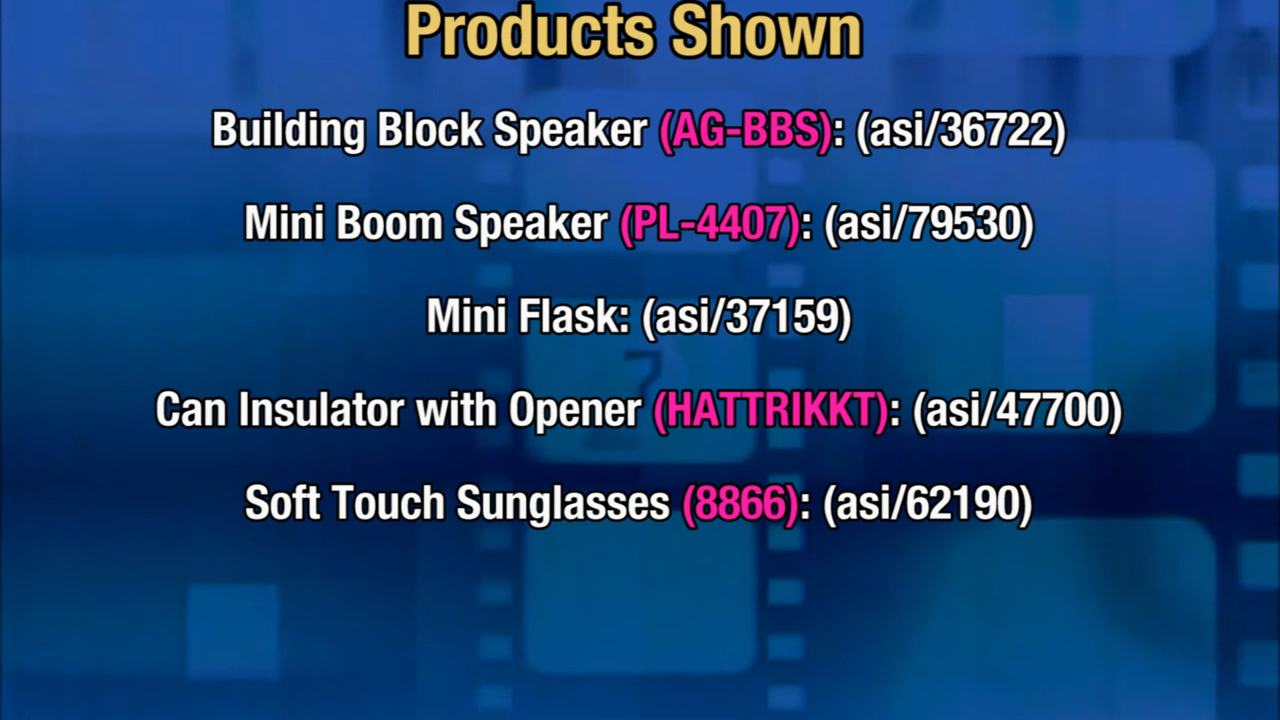 Products Shown
Building Block Speaker (AG-BBS): (asi/36722)
Mini Boom Speaker (PL-4407): (asi/79530)
Mini Flask: (asi/37159)
Can Insulator with Opener (HATTRIKKT): (asi/47700)
Soft Touch Sunglasses (8866): (asi/62190)